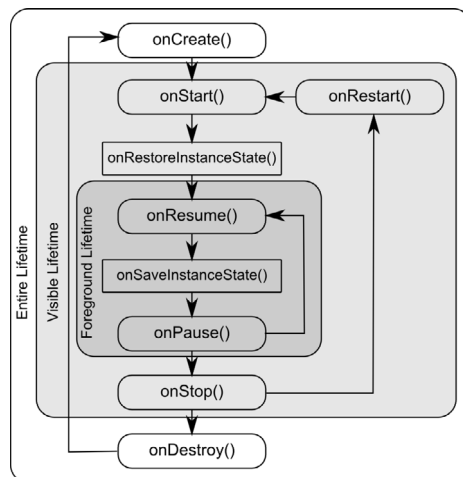 onCreate()
onStart()
onRestart()
onRestoreInstanceState()
onResume()
onSaveInstanceState()
onPause()
onStop()
onDestroy()
Entire Lifetime
Visible Lifetime
Foreground Lifetime